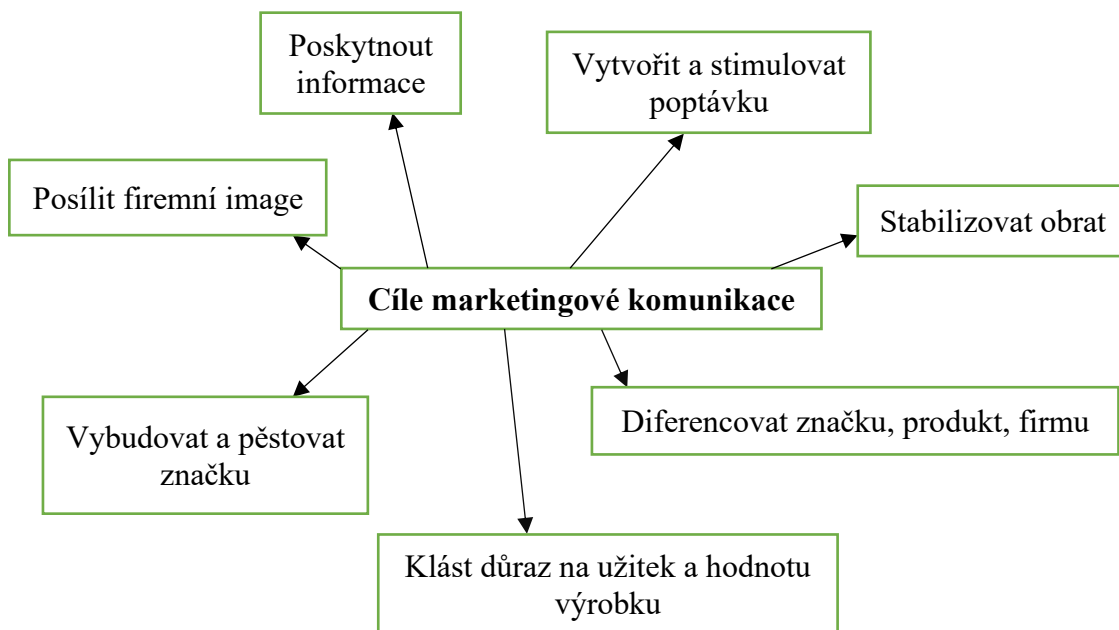 Poskytnout
informace
Vytvořit a stimulovat
poptávku
Posílit firemní image
Stabilizovat obrat
Cíle marketingové komunikace
Vybudovat a pěstovat
značku
Diferencovat značku, produkt, firmu
Klást důraz na užitek a hodnotu
výrobku